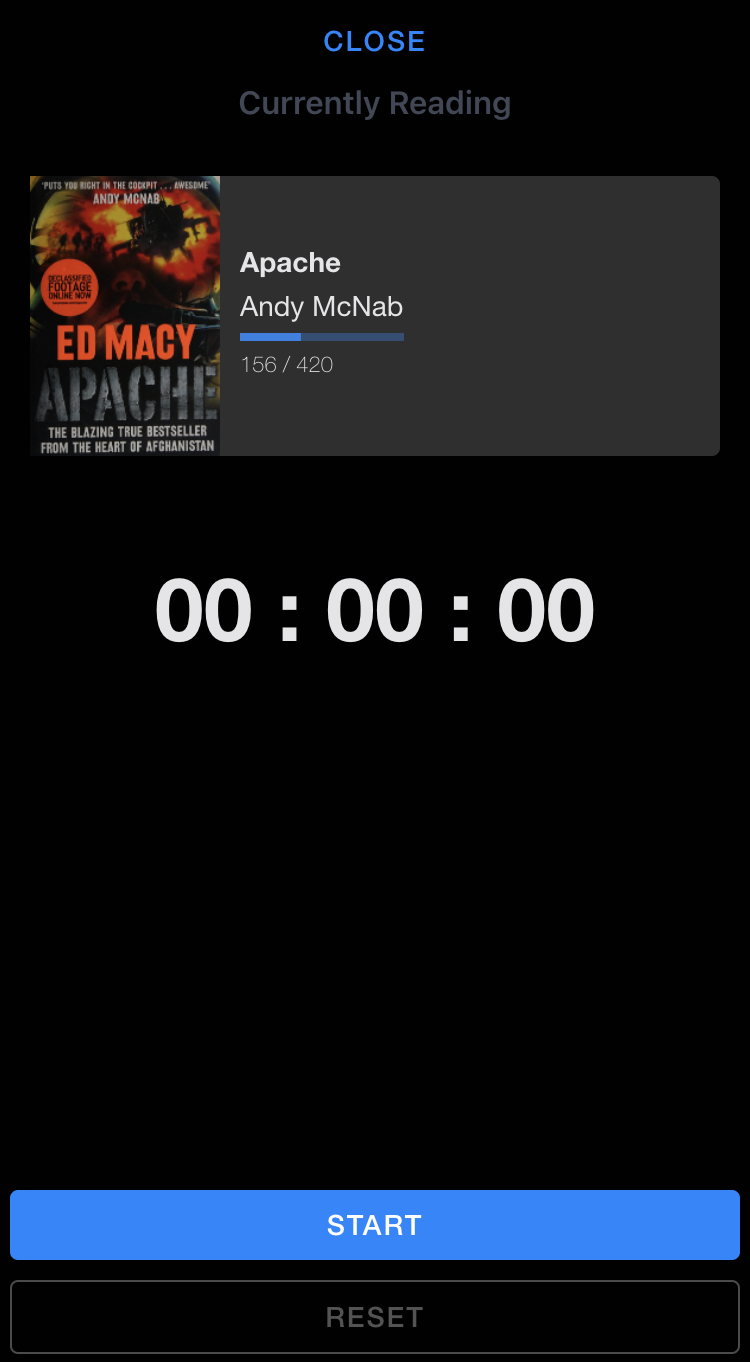 CLOSE
Currently Reading
'PUTS YOU RIGHT IN THE COCKPIT . . . AWESOME'
ANDY MCNAB
DECLASSIFIED
FOOTAGE
ONLINE NOW
ED MACY
APACHE
THE BLAZING TRUE BESTSELLER
FROM THE HEART OF AFGHANISTAN
Apache
Andy McNab
156 / 420
00 : 00 : 00
START
RESET